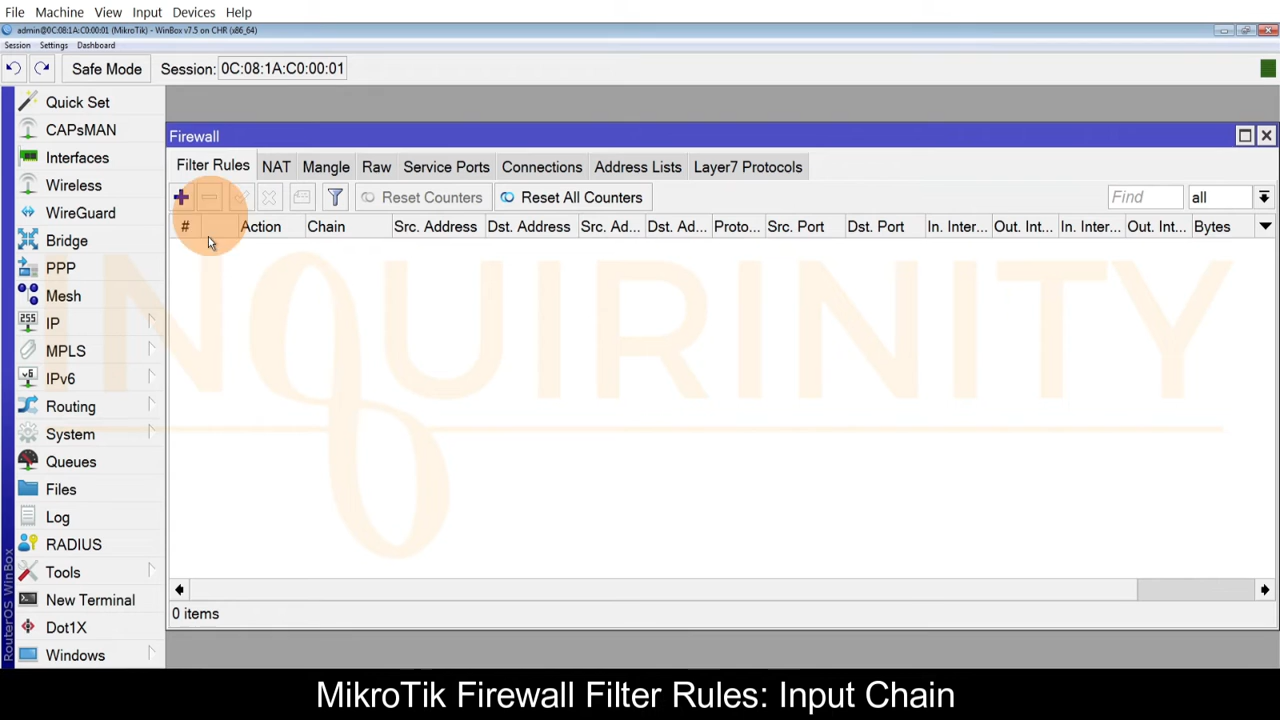 File Machine View Input Devices Help
admin@0C:08:1A:C0:00:01 (MikroTik) - WinBox v7.5 on CHR (x86_64)
Session Settings Dashboard
Safe Mode Session: 0C:08:1A:C0:00:01
Quick Set
CAPsMAN
Interfaces
Wireless
WireGuard
Bridge
PPP
Mesh
255 IP
MPLS
v6 IPv6
Routing
System
Queues
Files
Log
RADIUS
Tools
New Terminal
Dot1X
Windows
RouterOS WinBox
Firewall
Filter Rules NAT Mangle Raw Service Ports Connections Address Lists Layer7 Protocols
Reset Counters Reset All Counters Find all
# Action Chain Src. Address Dst. Address Src. Ad... Dst. Ad... Proto... Src. Port Dst. Port In. Inter... Out. Int... In. Inter... Out. Int... Bytes
INQUIRINITY
0 items
MikroTik Firewall Filter Rules: Input Chain